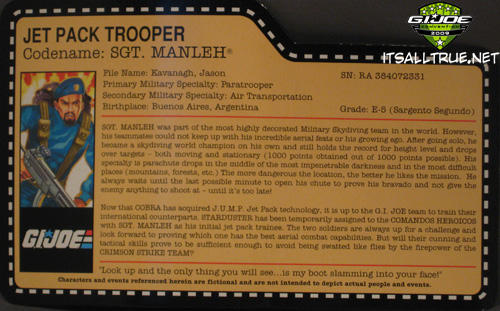 G.I.JOE
CONVENTION
2009
ITSALLTRUE.NET
JET PACK TROOPER
Codename: SGT. MANLEH®
File Name: Kavanagh, Jason
SN: RA 384072331
Primary Military Specialty: Paratrooper
Secondary Military Specialty: Air Transportation
Birthplace: Buenos Aires, Argentina
Grade: E-5 (Sargento Segundo)
SGT. MANLEH was part of the most highly decorated Military Skydiving team in the world. However,
his teammates could not keep up with his incredible aerial feats or his growing ego. After going solo, he
became a skydiving world champion on his own and still holds the record for height level and drops
over targets – both moving and stationary (1000 points obtained out of 1000 points possible). His
specialty is parachute drops in the middle of the most impenetrable darkness and in the most difficult
places (mountains, forests, etc.) The more dangerous the location, the better he likes the mission. He
always waits until the last possible minute to open his chute to prove his bravado and not give the
enemy anything to shoot at – until it's too late!
Now that COBRA has acquired J.U.M.P. Jet Pack technology, it is up to the G.I. JOE team to train their
international counterparts. STARDUSTER has been temporarily assigned to the COMANDOS HEROICOS
with SGT. MANLEH as his initial jet pack trainee. The two soldiers are always up for a challenge and
look forward to proving which one has the best aerial combat capabilities. But will their cunning and
tactical skills prove to be sufficient enough to avoid being swatted like flies by the firepower of the
CRIMSON STRIKE TEAM?
"Look up and the only thing you will see...is my boot slamming into your face!"
G.I. JOE
Characters and events referenced herein are fictional and are not intended to depict actual people and events.